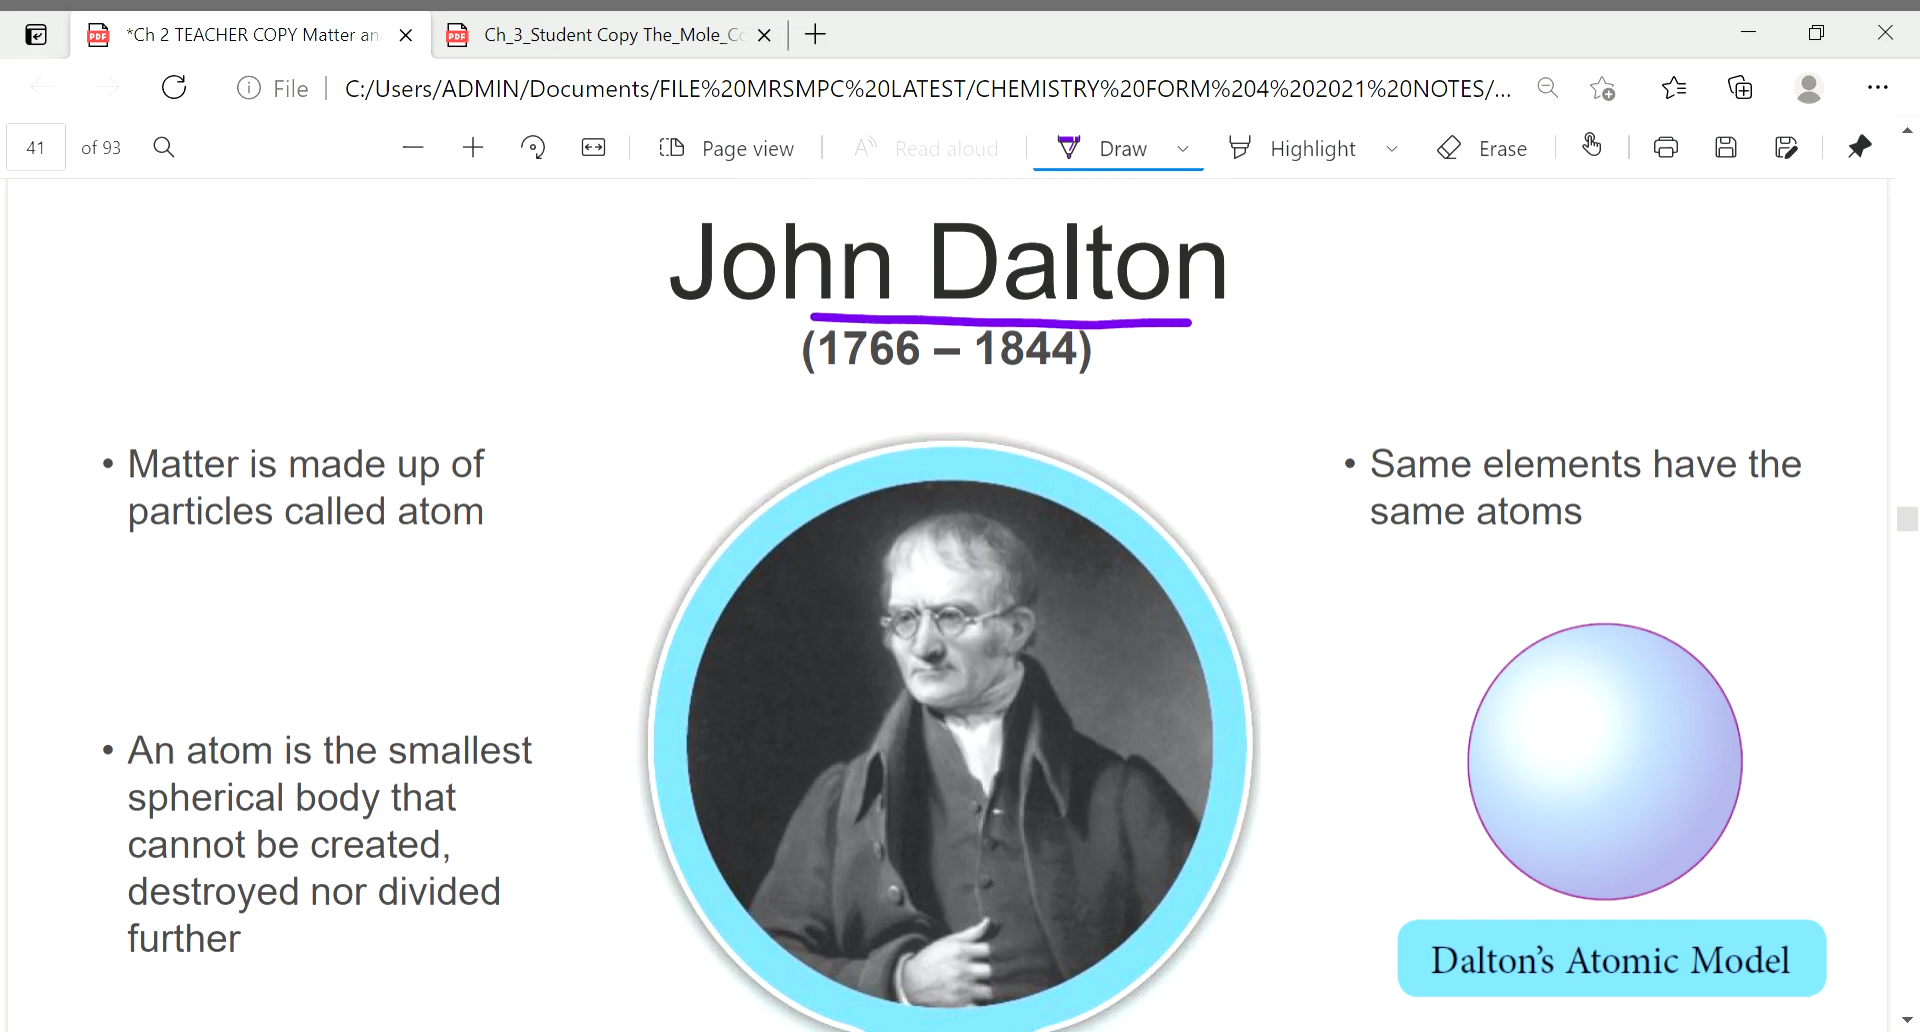 *Ch 2 TEACHER COPY Matter an
Ch_3_Student Copy The_Mole_Co
File
C:/Users/ADMIN/Documents/FILE%20MRSMPC%20LATEST/CHEMISTRY%20FORM%204%202021%20NOTES/...
41 of 93
Page view
Read aloud
Draw
Highlight
Erase
John Dalton
(1766 – 1844)
• Matter is made up of
particles called atom
• An atom is the smallest
spherical body that
cannot be created,
destroyed nor divided
further
• Same elements have the
same atoms
Dalton's Atomic Model